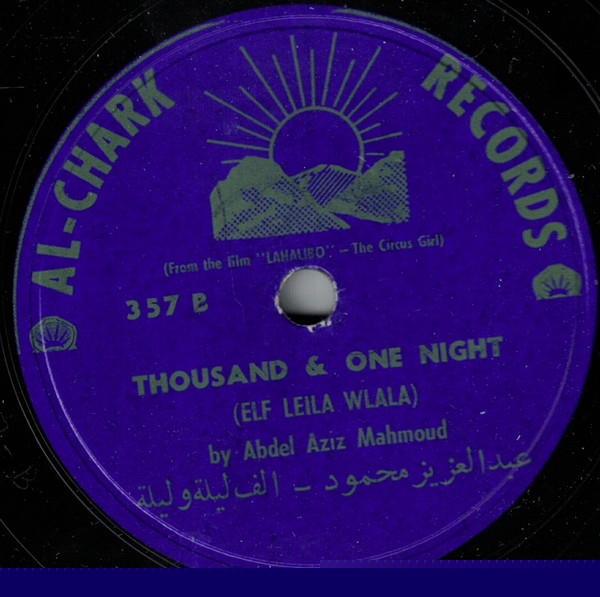 AL-CHARK RECORDS
(From the film "LAHALIBO" – The Circus Girl)
357 B
THOUSAND & ONE NIGHT
(ELF LEILA WLALA)
by Abdel Aziz Mahmoud
عبدالعزيز محمود – الف ليلة وليلة